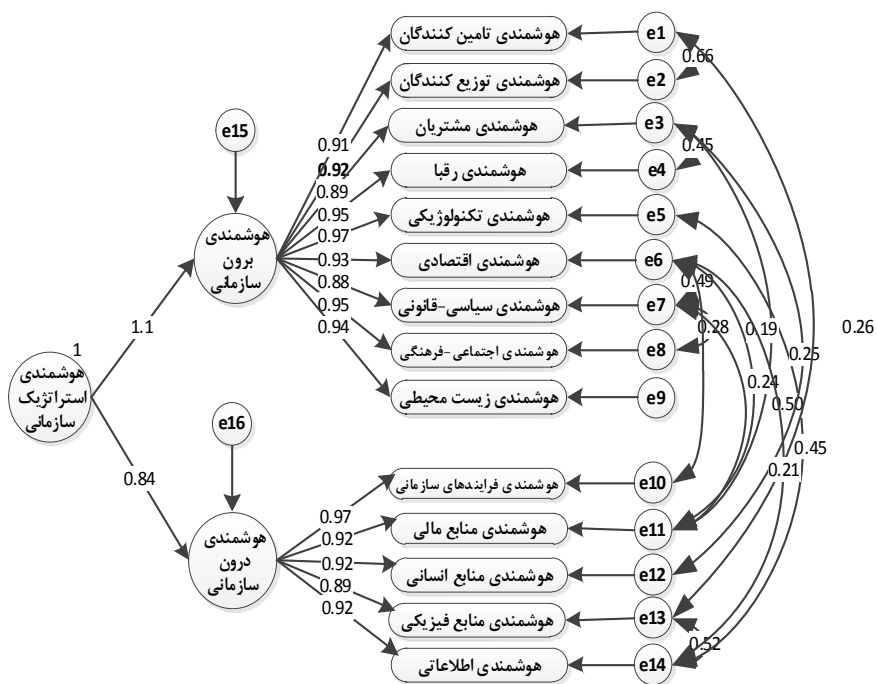 هوشمندی تامین کنندگان
e1
0.66
هوشمندی توزیع کنندگان
e2
هوشمندی مشتریان
e3
e15
0.91
0.45
0.92
هوشمندی رقبا
e4
0.89
0.95
هوشمندی تکنولوژیکی
e5
0.97
هوشمندی
برون
سازمانی
0.93
هوشمندی اقتصادی
e6
0.49
0.88
هوشمندی سیاسی-قانونی
e7
0.95
0.28
0.19
0.26
0.94
هوشمندی اجتماعی -فرهنگی
e8
0.25
1.1
0.24
هوشمندی زیست محیطی
e9
0.50
1
هوشمندی
استراتژیک
سازمانی
e16
0.45
0.21
0.84
هوشمندی فرایندهای سازمانی
e10
0.97
هوشمندی منابع مالی
e11
0.92
هوشمندی
درون
سازمانی
0.92
هوشمندی منابع انسانی
e12
0.89
0.92
هوشمندی منابع فیزیکی
e13
0.52
هوشمندی اطلاعاتی
e14